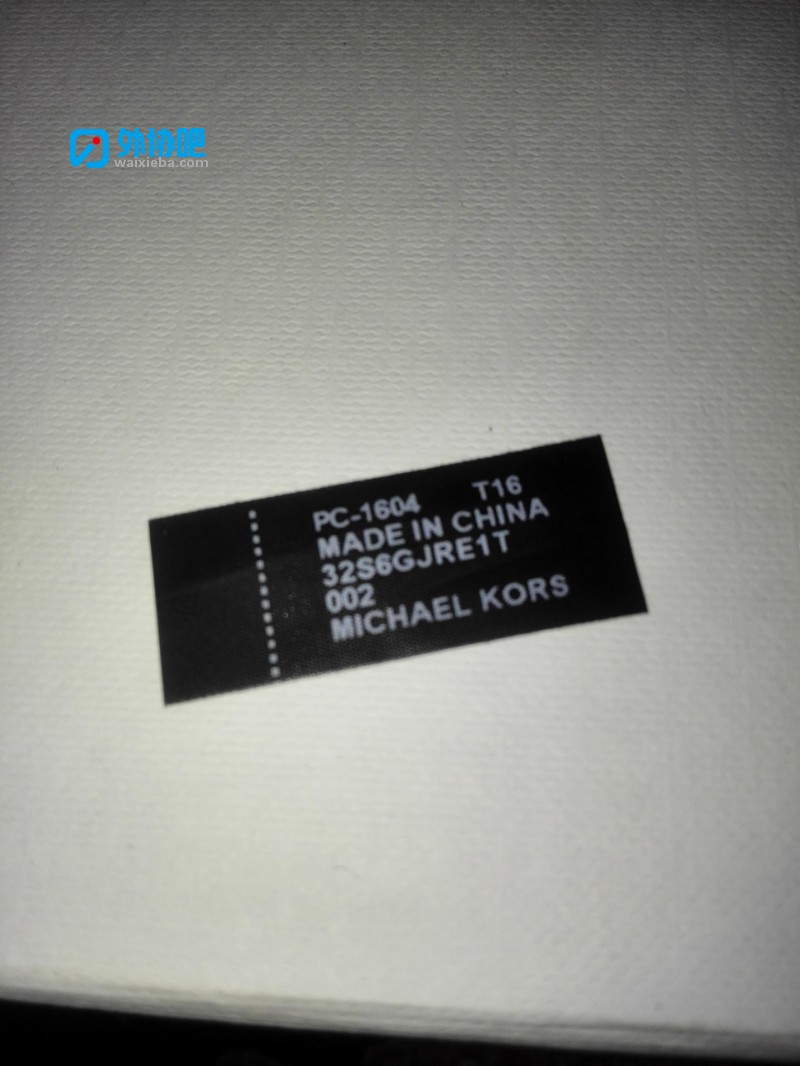 外协吧
waixieba.com
PC-1604 T16
MADE IN CHINA
32S6GJRE1T
002
MICHAEL KORS